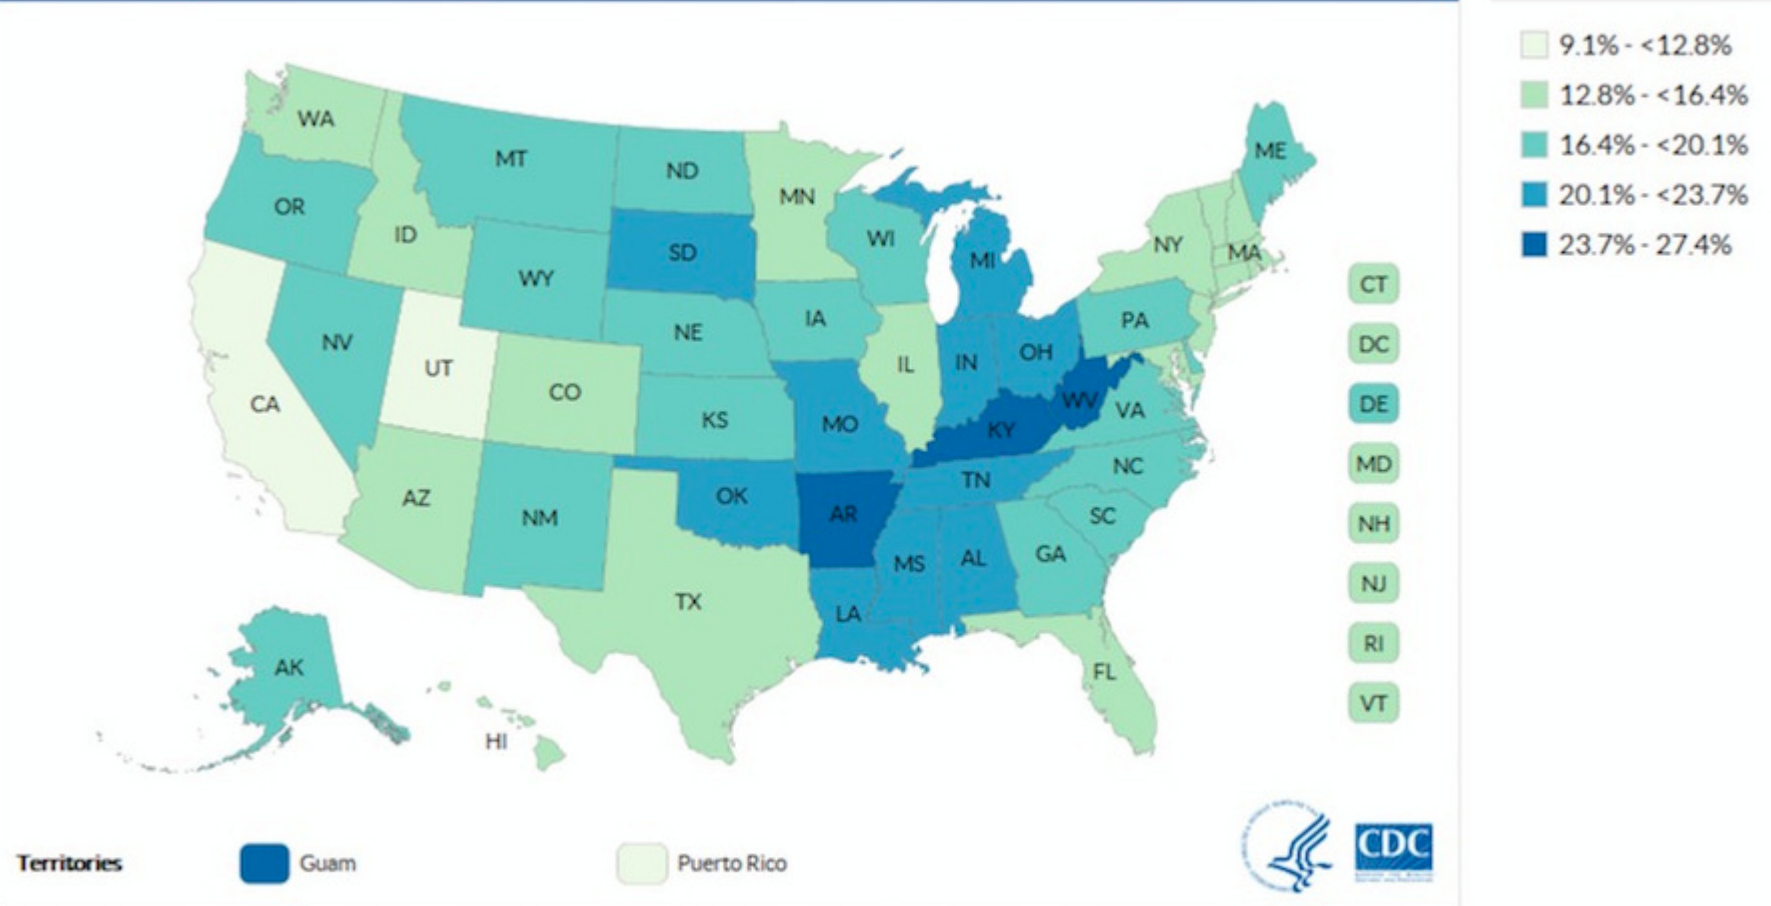 9.1% - <12.8%
12.8% - <16.4%
16.4% - <20.1%
20.1% - <23.7%
23.7% - 27.4%
WA
MT
ND
MN
ME
OR
ID
SD
WI
MI
NY
MA
WY
IA
PA
NE
NV
UT
CO
IL
IN
OH
CA
KS
MO
KY
WV
VA
AZ
NM
OK
AR
TN
NC
SC
MS
AL
GA
TX
LA
FL
AK
HI
CT
DC
DE
MD
NH
NJ
RI
VT
Territories
Guam
Puerto Rico
CDC